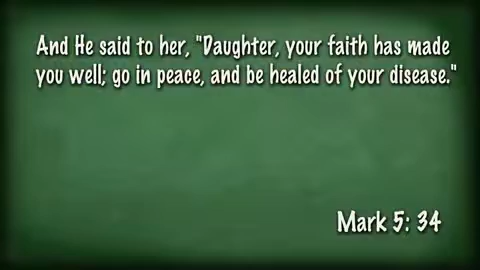 And He said to her, "Daughter, your faith has made
you well; go in peace, and be healed of your disease."
Mark 5: 34